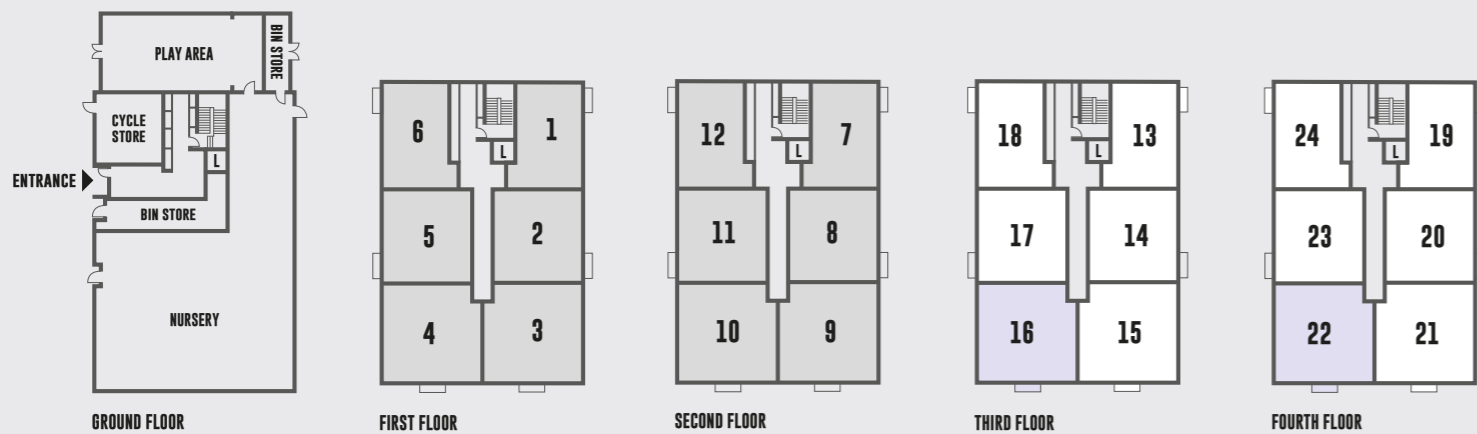 PLAY AREA
BIN STORE
CYCLE
STORE
L
ENTRANCE
BIN STORE
NURSERY
GROUND FLOOR
6
1
L
5
2
4
3
FIRST FLOOR
12
7
L
11
8
10
9
SECOND FLOOR
18
13
L
17
14
16
15
THIRD FLOOR
24
19
L
23
20
22
21
FOURTH FLOOR